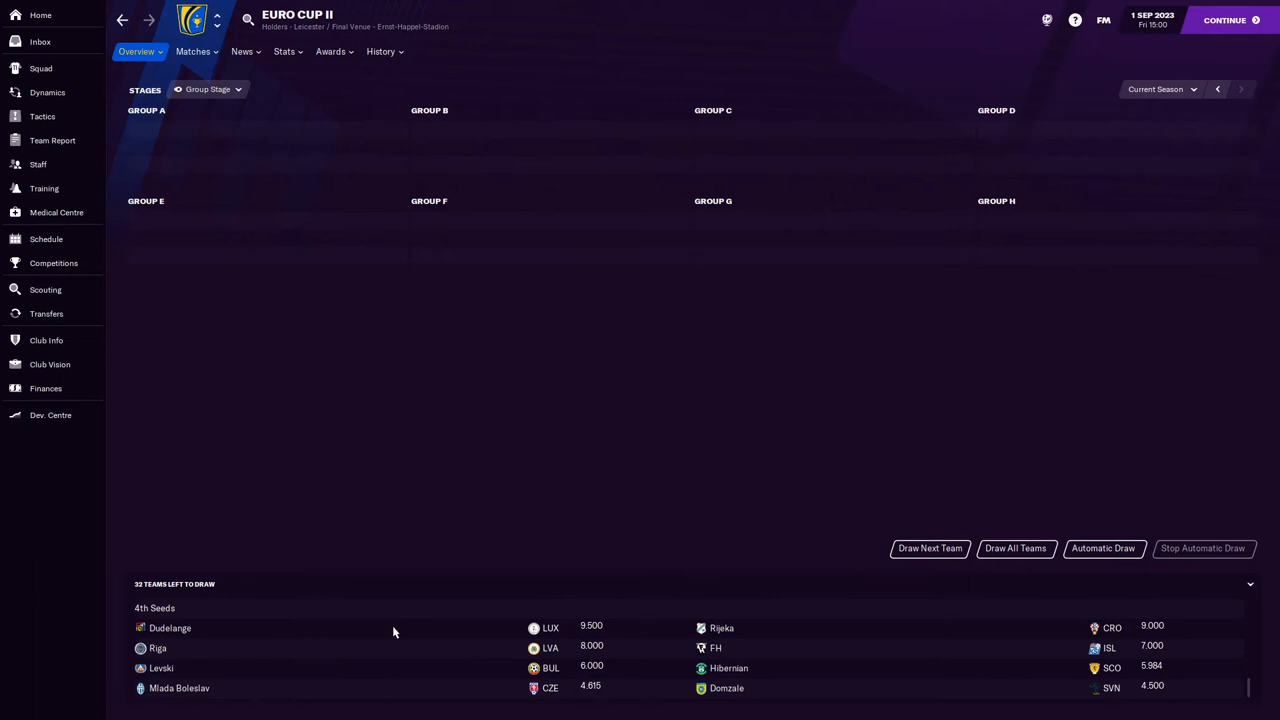 Home
Inbox
Squad
Dynamics
Tactics
Team Report
Staff
Training
Medical Centre
Schedule
Competitions
Scouting
Transfers
Club Info
Club Vision
Finances
Dev. Centre
EURO CUP II
Holders - Leicester / Final Venue - Ernst-Happel-Stadion
? FM 1 SEP 2023 CONTINUE
Fri 15:00
Overview Matches News Stats Awards History
STAGES Group Stage Current Season
GROUP A GROUP B GROUP C GROUP D
GROUP E GROUP F GROUP G GROUP H
Draw Next Team Draw All Teams Automatic Draw Stop Automatic Draw
32 TEAMS LEFT TO DRAW
4th Seeds
Dudelange LUX 9.500 Rijeka CRO 9.000
Riga LVA 8.000 FH ISL 7.000
Levski BUL 6.000 Hibernian SCO 5.984
Mlada Boleslav CZE 4.615 Domzale SVN 4.500